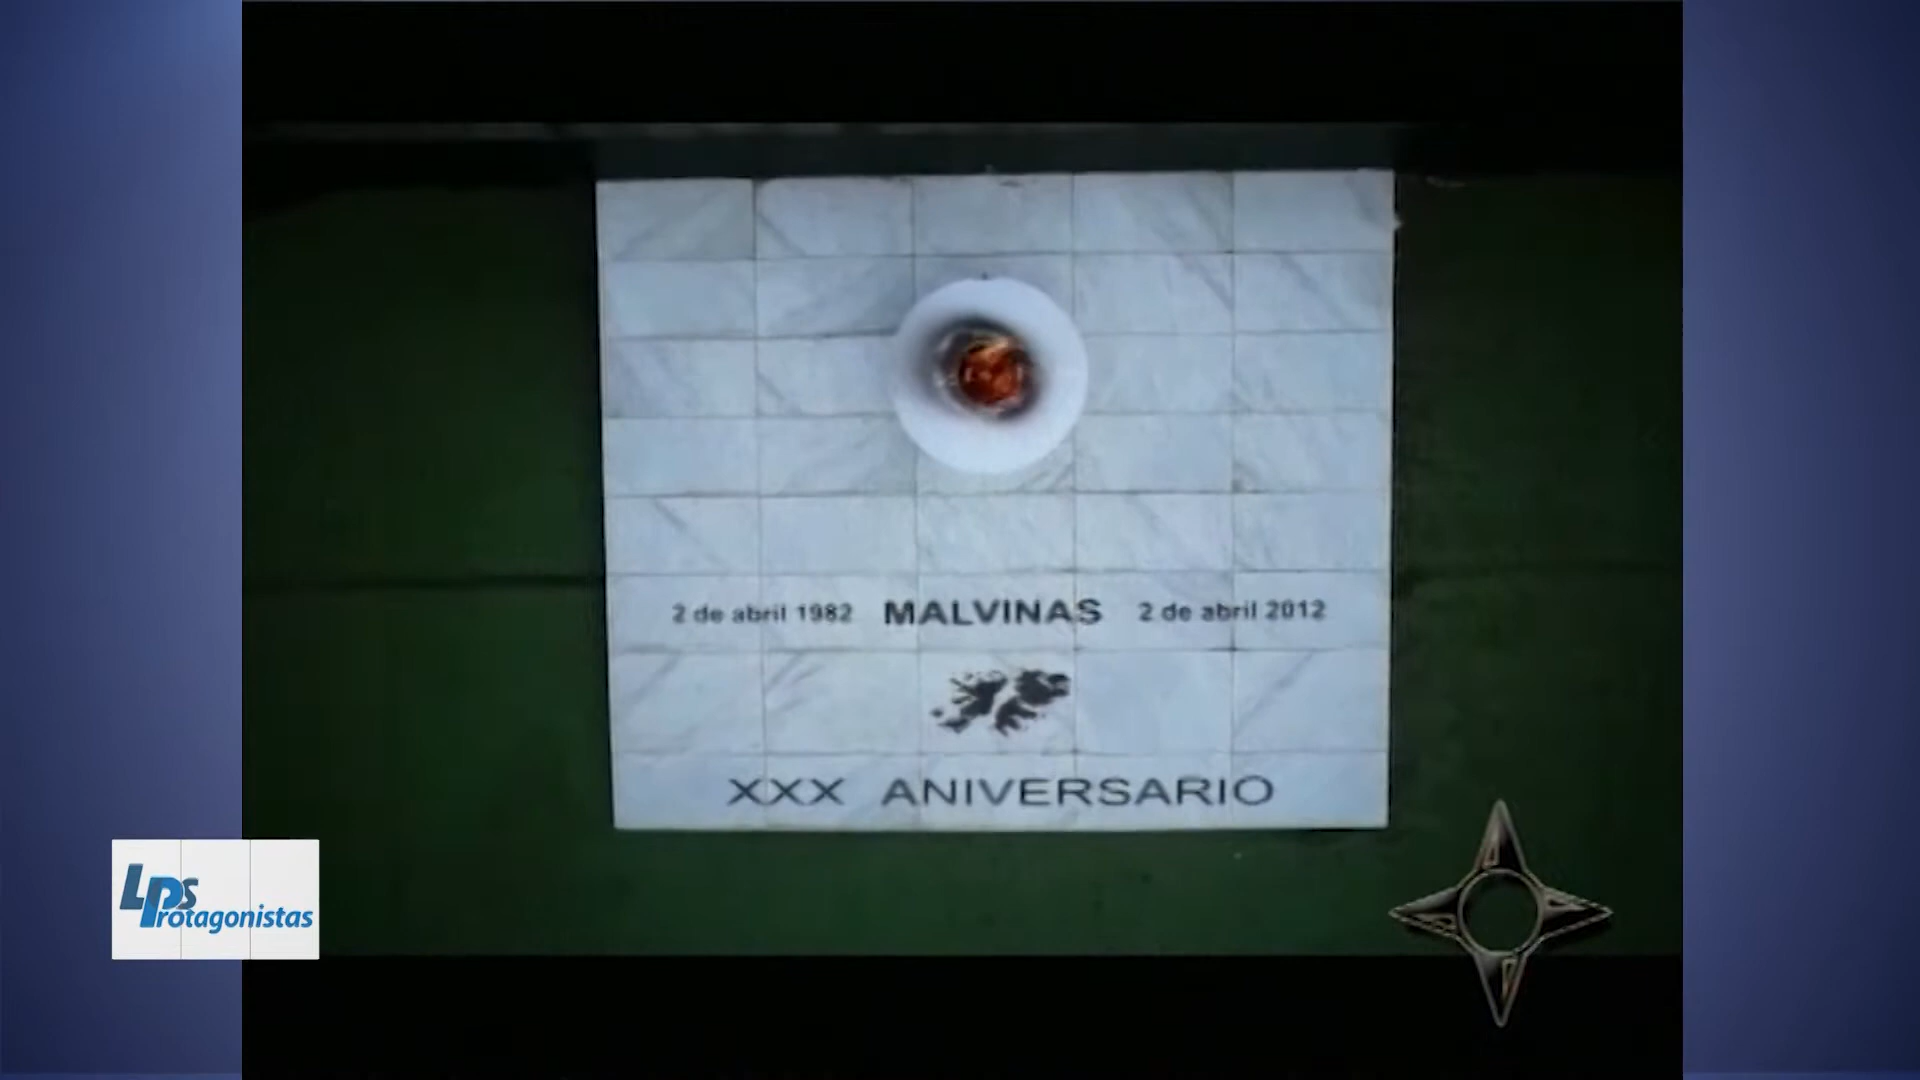 2 de abril 1982 MALVINAS 2 de abril 2012
XXX ANIVERSARIO
LPs
Protagonistas